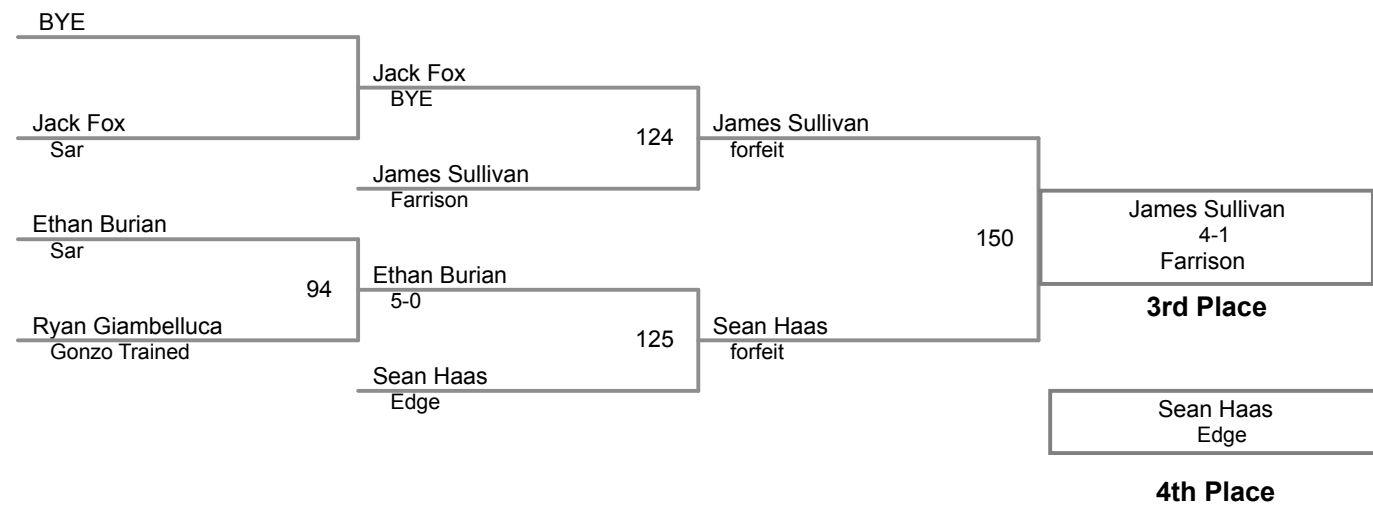 BYE
Jack Fox
BYE
Jack Fox
Sar
124
James Sullivan
forfeit
James Sullivan
Farrison
Ethan Burian
Sar
94
Ethan Burian
5-0
Ryan Giambelluca
Gonzo Trained
125
Sean Haas
forfeit
Sean Haas
Edge
150
James Sullivan
4-1
Farrison
3rd Place
Sean Haas
Edge
4th Place